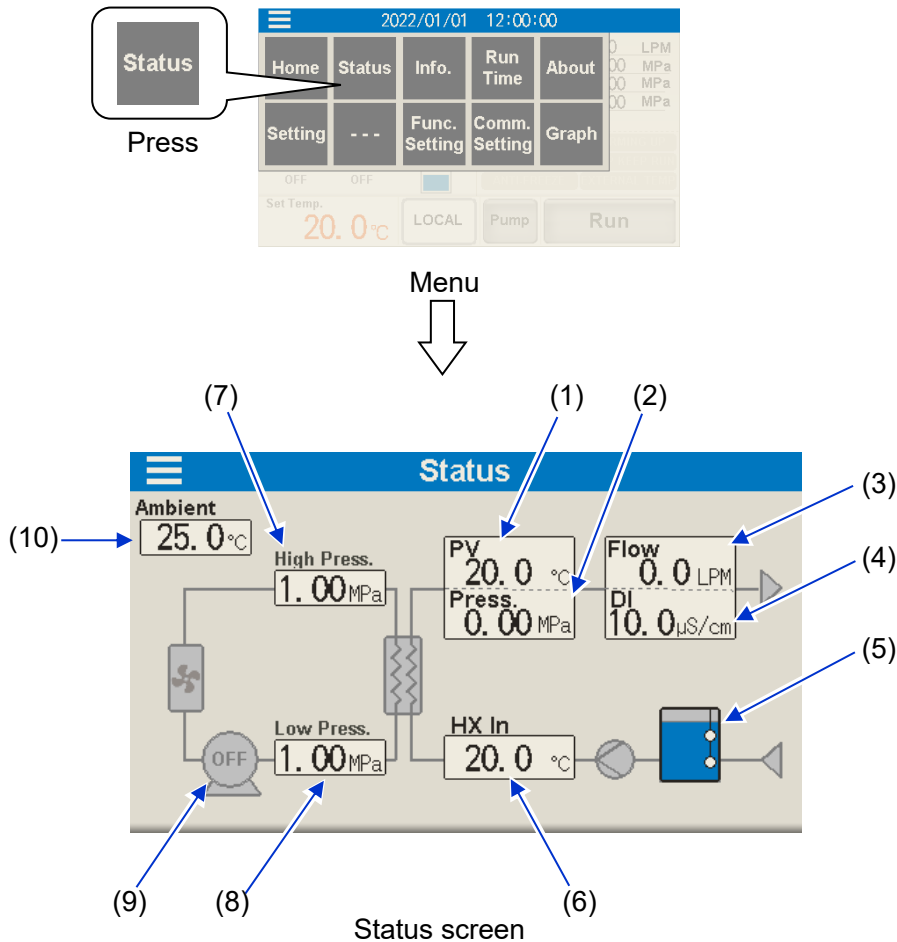 2022/01/01 12:00:00
Status
Press
Home Status Info. Run Time About
Setting --- Func. Setting Comm. Setting Graph
0 LPM
00 MPa
00 MPa
00 MPa
OFF OFF
Set Temp.
20.0℃ LOCAL Pump Run
Menu
(7) (1) (2)
Status
(3)
Ambient
(10) 25.0℃
High Press.
1.00MPa
PV
20.0 ℃
Press.
0.00 MPa
Flow
0.0 LPM
DI
10.0µS/cm
(4)
(5)
Low Press.
OFF 1.00MPa
HX In
20.0 ℃
(9) (8) (6)
Status screen